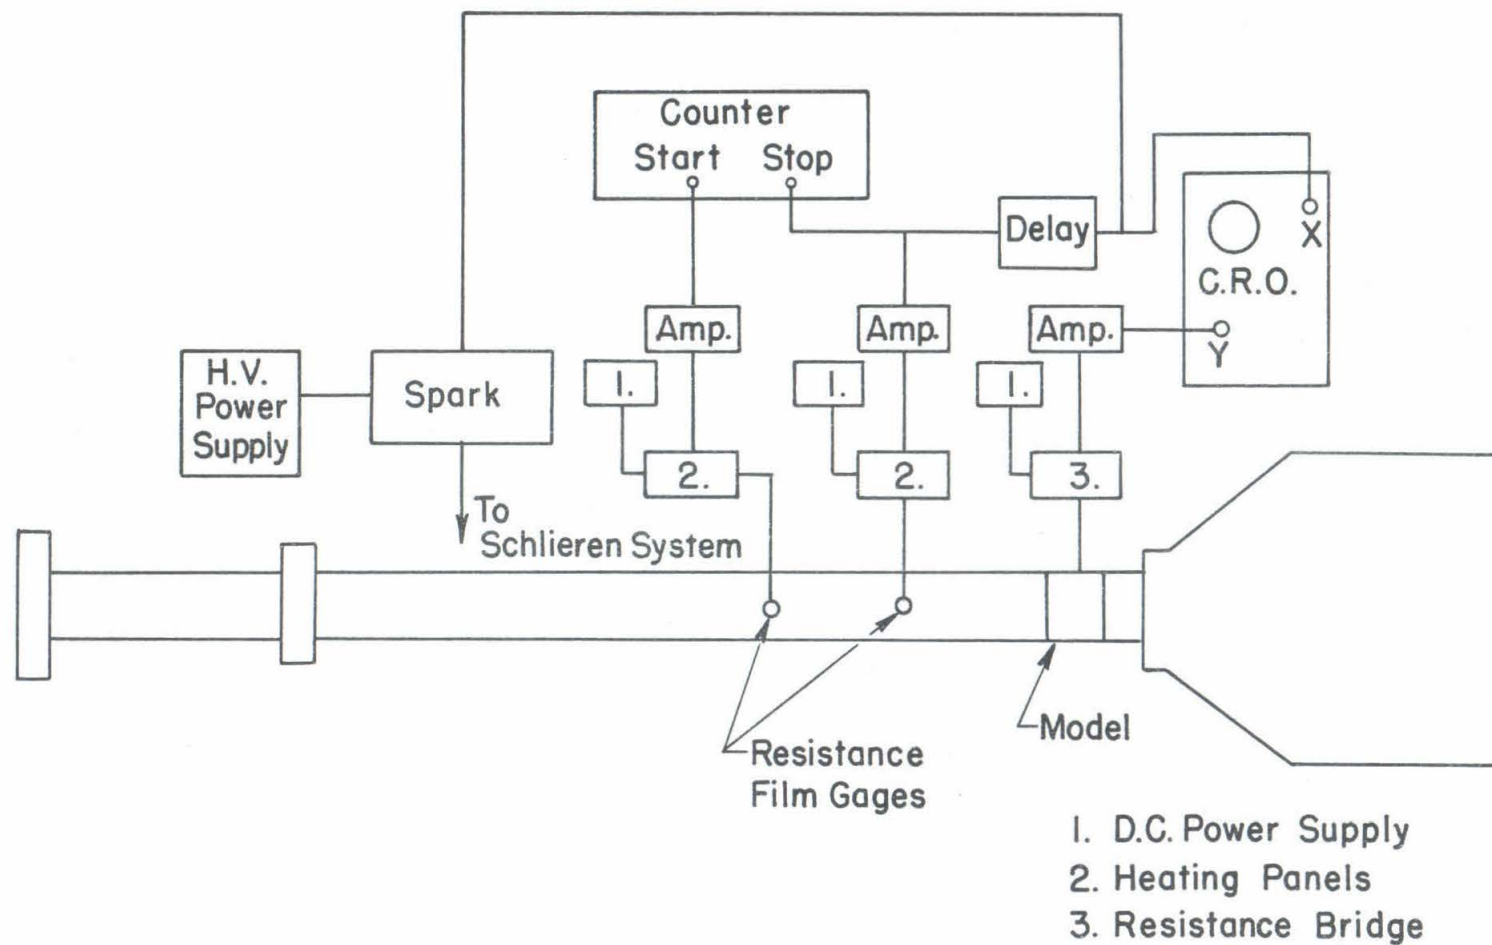 Counter
Start Stop
Delay
X
C.R.O.
Y
Amp.
Amp.
Amp.
H.V.
Power
Supply
Spark
1.
1.
1.
2.
2.
3.
To
Schlieren System
Model
Resistance
Film Gages
1. D.C. Power Supply
2. Heating Panels
3. Resistance Bridge